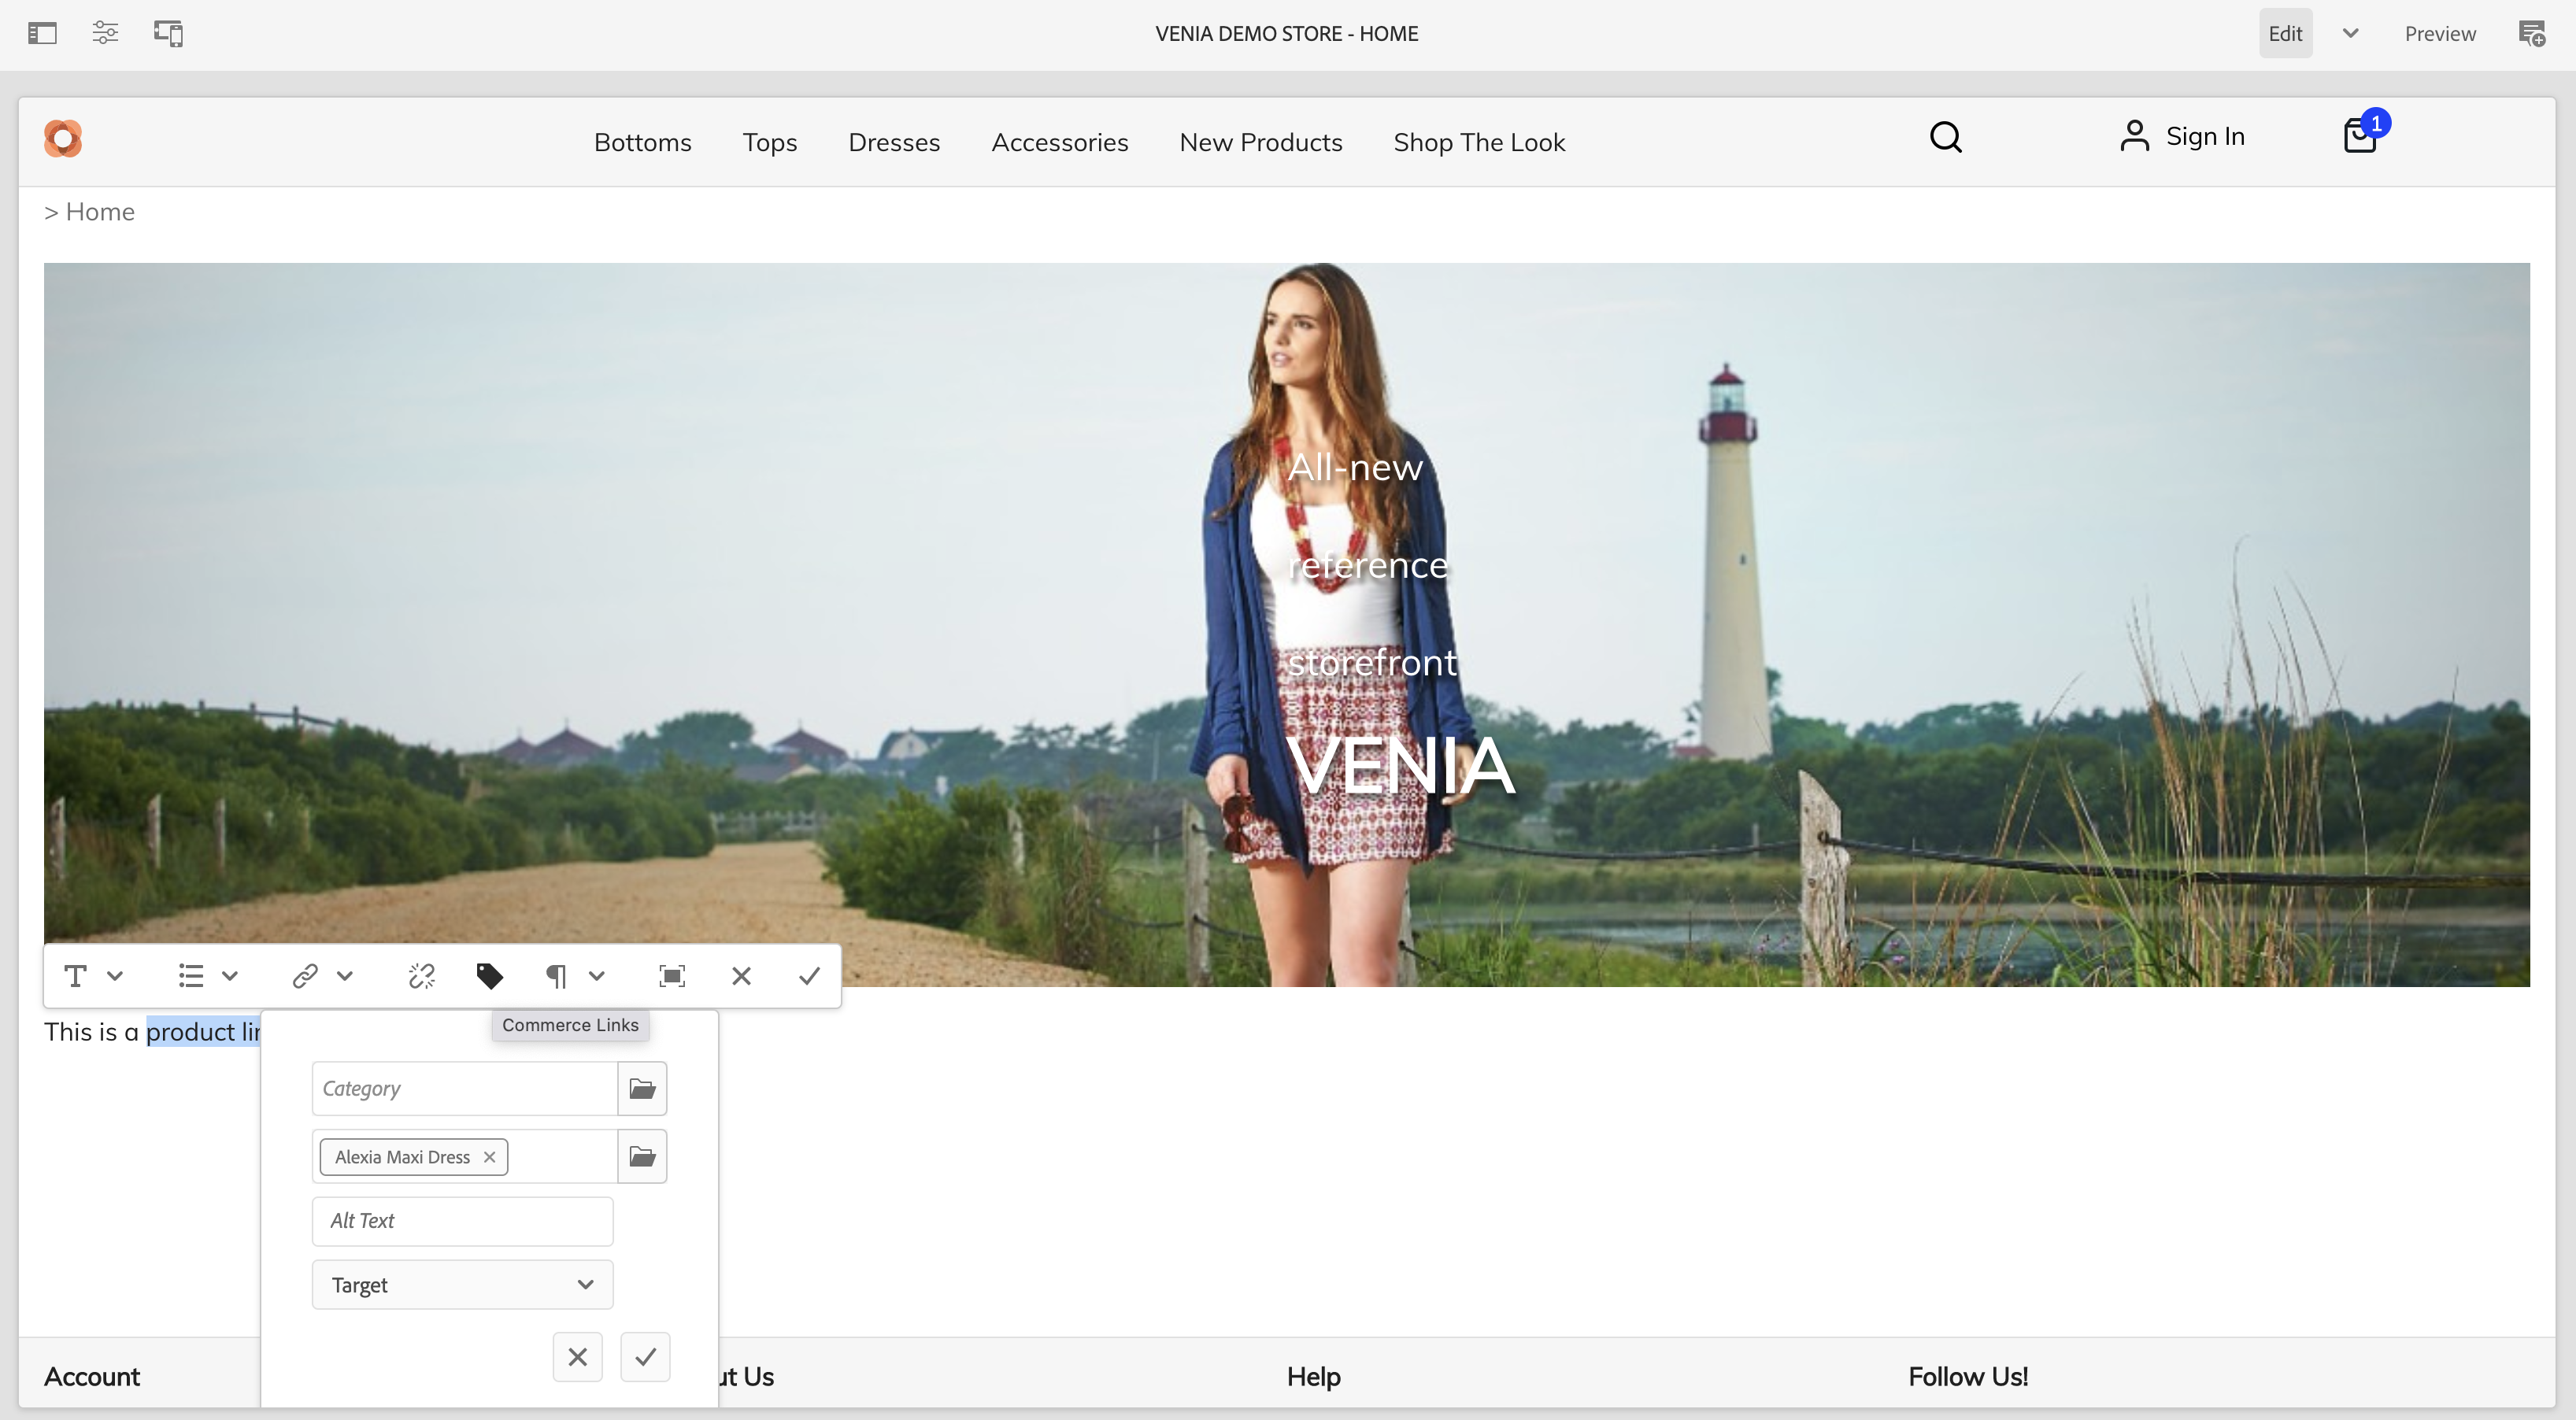 VENIA DEMO STORE - HOME
Edit
Preview
Bottoms Tops Dresses Accessories New Products Shop The Look
Sign In
1
> Home
All-new
reference
storefront
VENIA
This is a product
Commerce Links
Category
Alexia Maxi Dress
Alt Text
Target
Account
Us
Help
Follow Us!